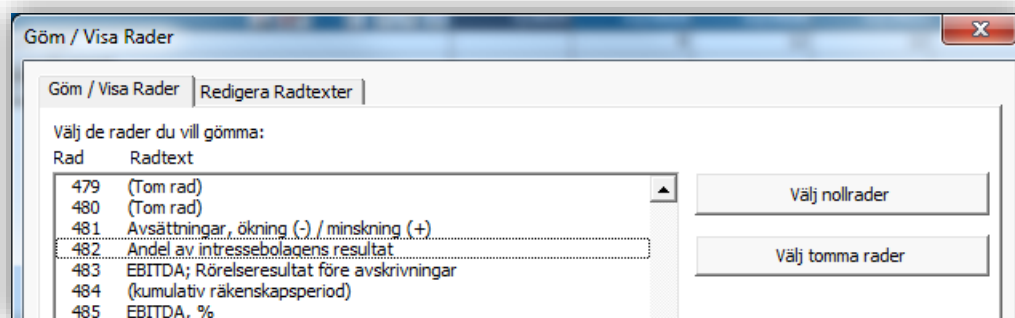 Göm / Visa Rader
Göm / Visa Rader Redigera Radtexter
Välj de rader du vill gömma:
Rad Radtext
479 (Tom rad)
480 (Tom rad)
481 Avsättningar, ökning (-) / minskning (+)
482 Andel av intressebolagens resultat
483 EBITDA; Rörelseresultat före avskrivningar
484 (kumulativ räkenskapsperiod)
485 EBITDA, %
Välj nollrader
Välj tomma rader